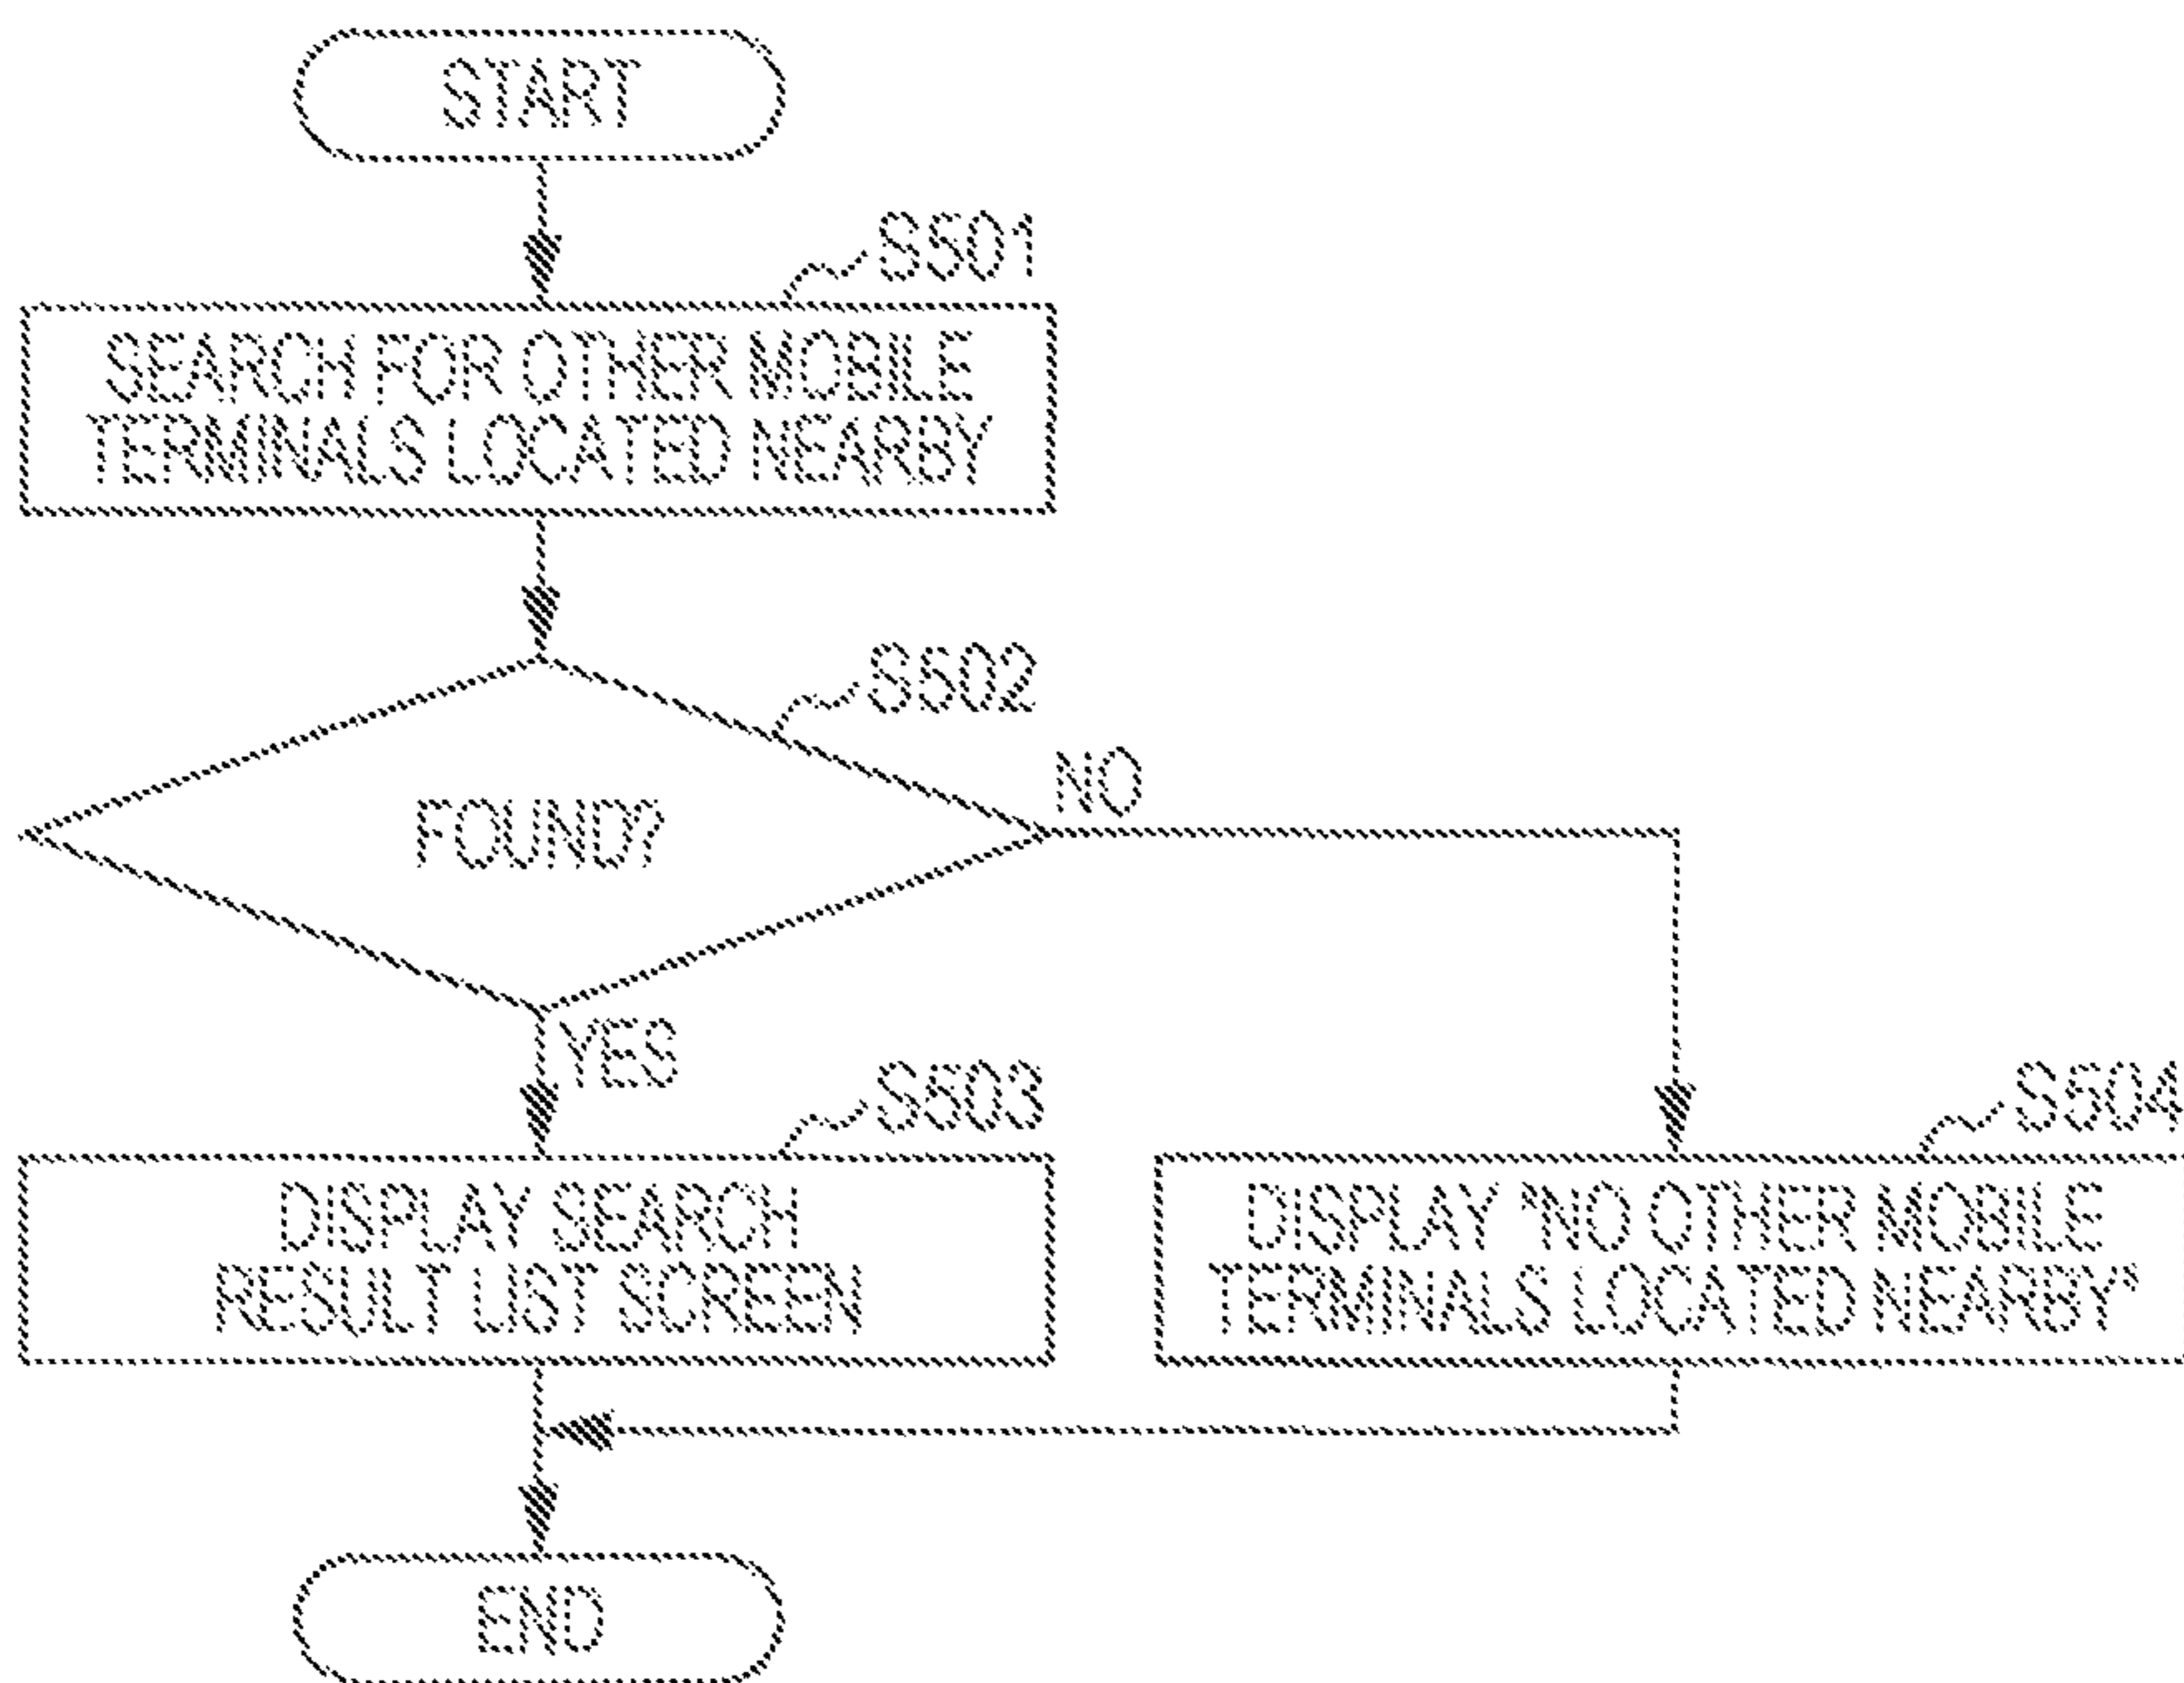 START
S501
SEARCH FOR OTHER MOBILE
TERMINALS LOCATED NEARBY
S502
NO
FOUND?
YES
S503
S504
DISPLAY SEARCH
RESULT LIST SCREEN
DISPLAY "NO OTHER MOBILE
TERMINALS LOCATED NEARBY"
END